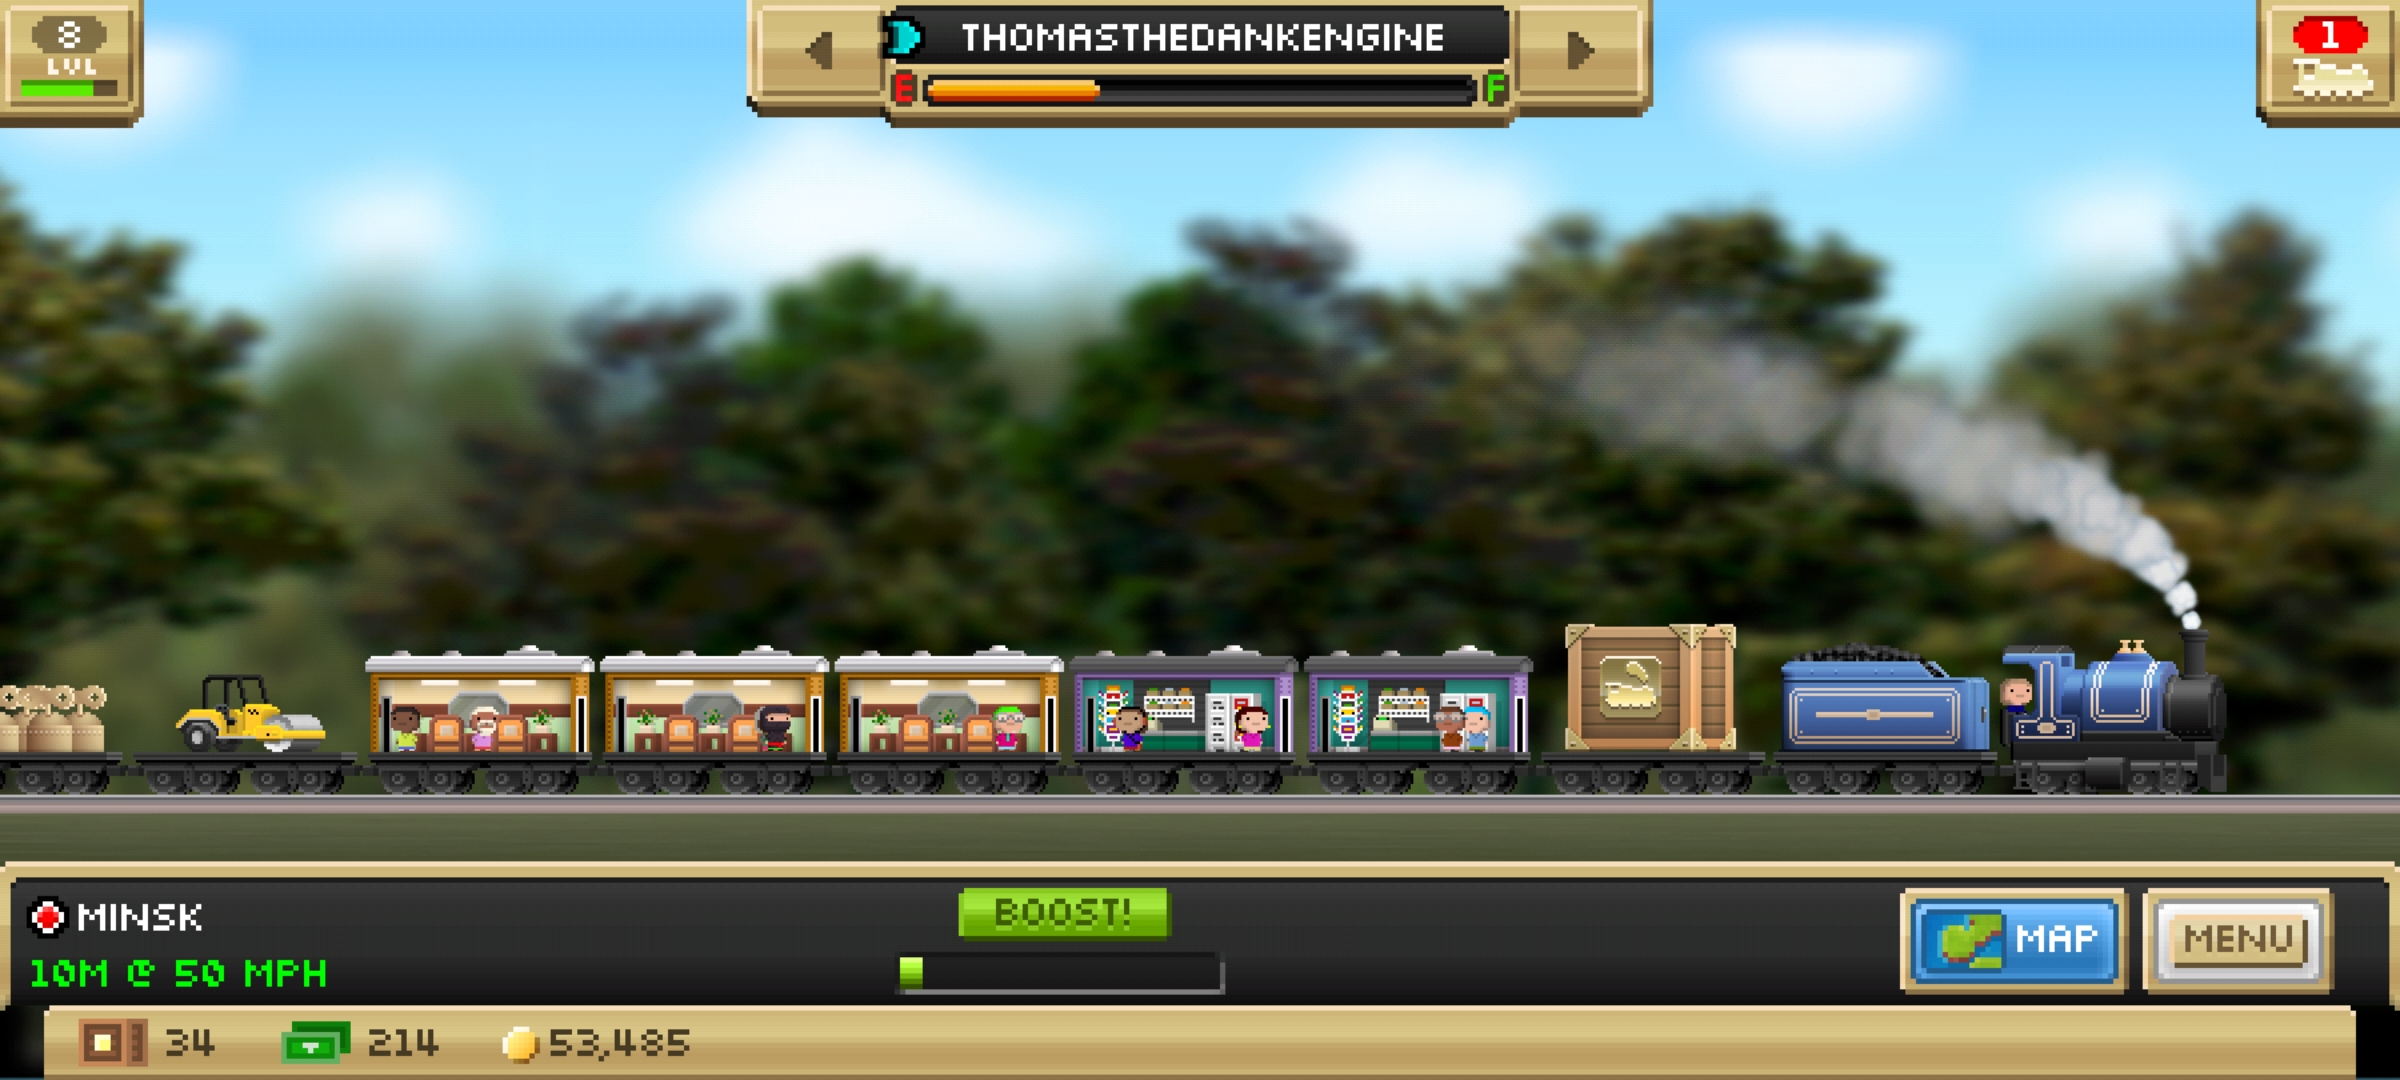 8
LVL
THOMASTHEDANKENGINE
E F
1
MINSK
10M @ 50 MPH
BOOST!
MAP
MENU
34
214
53,485